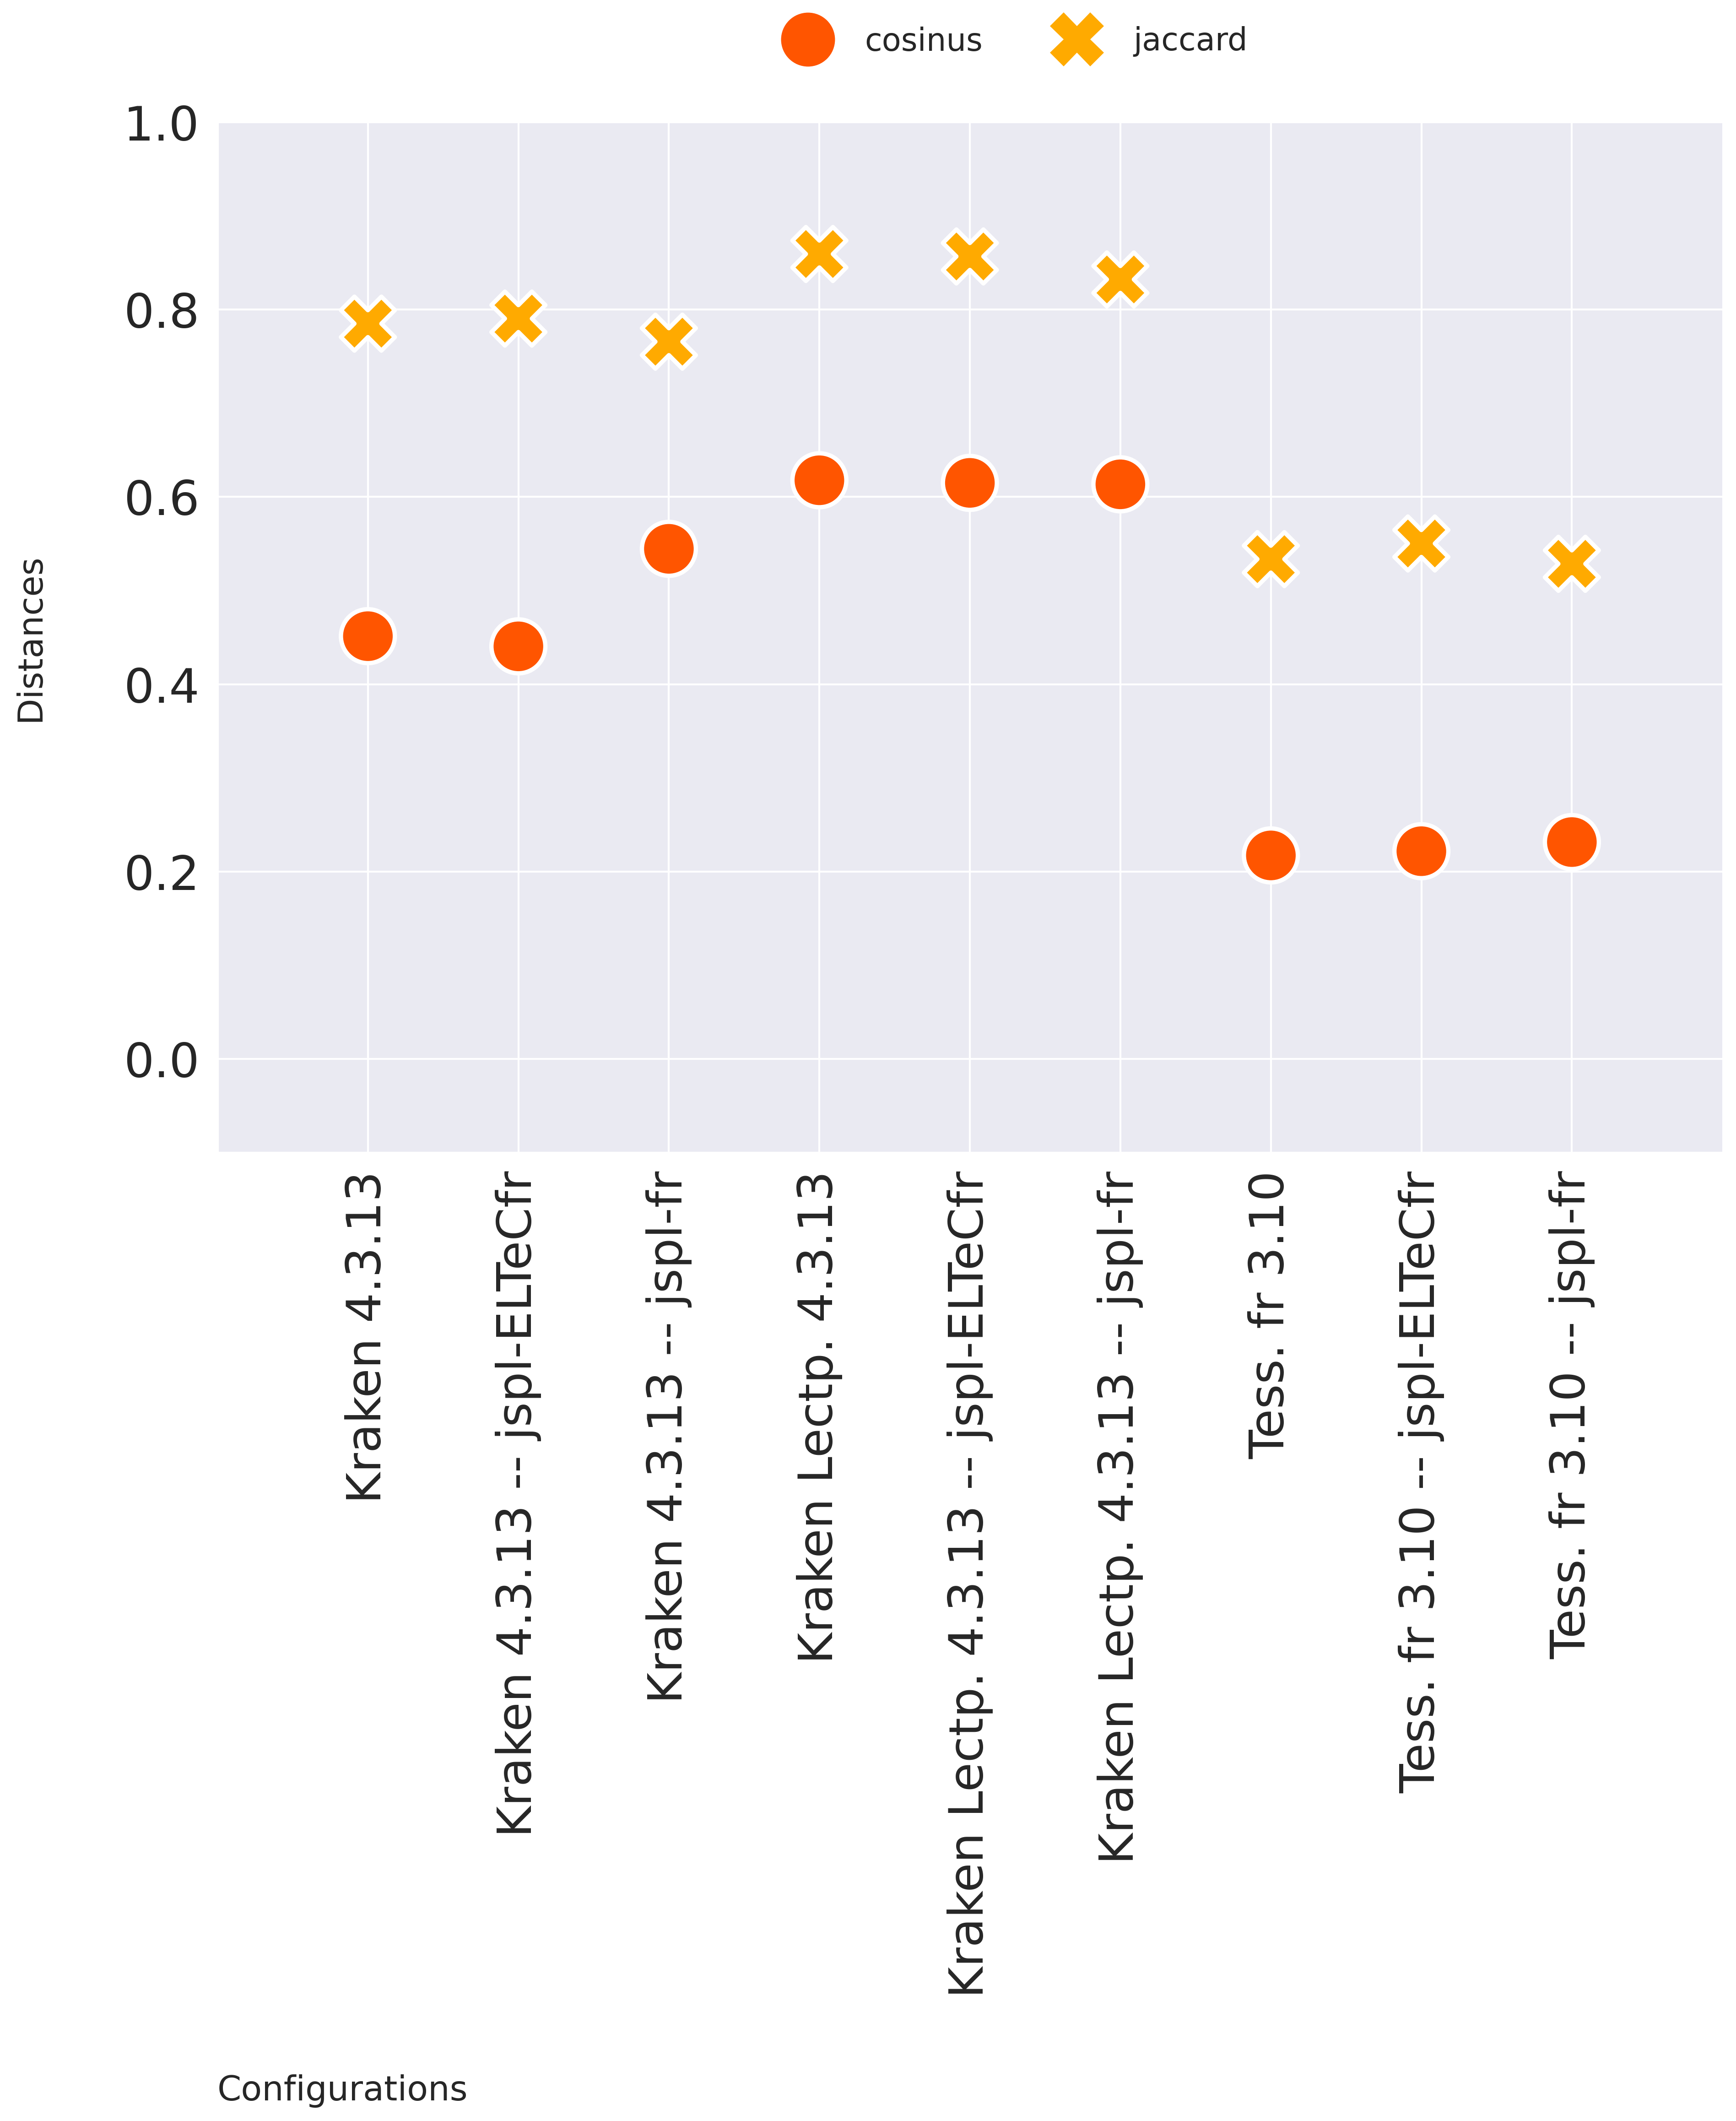 cosinus
jaccard
1.0
0.8
0.6
0.4
0.2
0.0
Distances
Kraken 4.3.13
Kraken 4.3.13 -- jspl-ELTeCfr
Kraken 4.3.13 -- jspl-fr
Kraken Lectp. 4.3.13
Kraken Lectp. 4.3.13 -- jspl-ELTeCfr
Kraken Lectp. 4.3.13 -- jspl-fr
Tess. fr 3.10
Tess. fr 3.10 -- jspl-ELTeCfr
Tess. fr 3.10 -- jspl-fr
Configurations